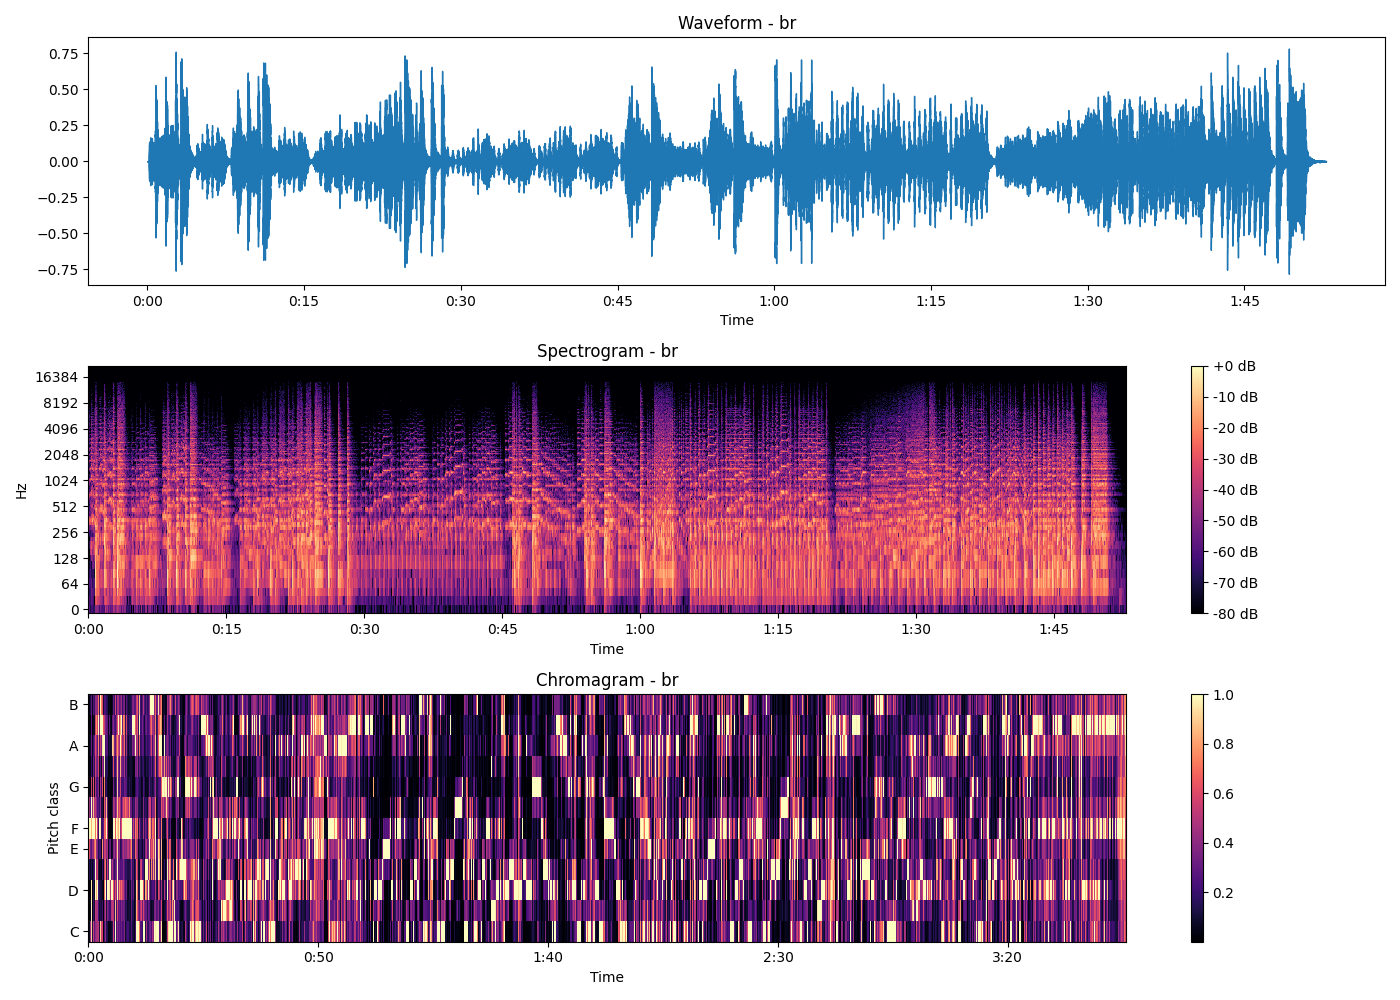 Waveform - br
0.75
0.50
0.25
0.00
−0.25
−0.50
−0.75
0:00 0:15 0:30 0:45 1:00 1:15 1:30 1:45
Time
Spectrogram - br
Hz
16384
8192
4096
2048
1024
512
256
128
64
0
0:00 0:15 0:30 0:45 1:00 1:15 1:30 1:45
Time
+0 dB
-10 dB
-20 dB
-30 dB
-40 dB
-50 dB
-60 dB
-70 dB
-80 dB
Chromagram - br
Pitch class
B
A
G
F
E
D
C
0:00 0:50 1:40 2:30 3:20
Time
1.0
0.8
0.6
0.4
0.2